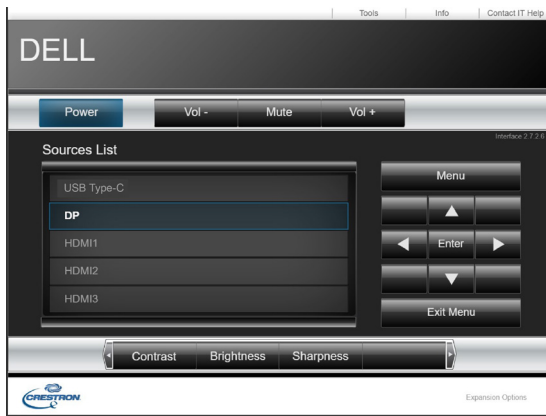 Tools Info Contact IT Help
DELL
Power Vol - Mute Vol +
Interface 2.7.2.6
Sources List
USB Type-C
DP
HDMI1
HDMI2
HDMI3
Menu
Enter
Exit Menu
Contrast Brightness Sharpness
CRESTRON
Expansion Options